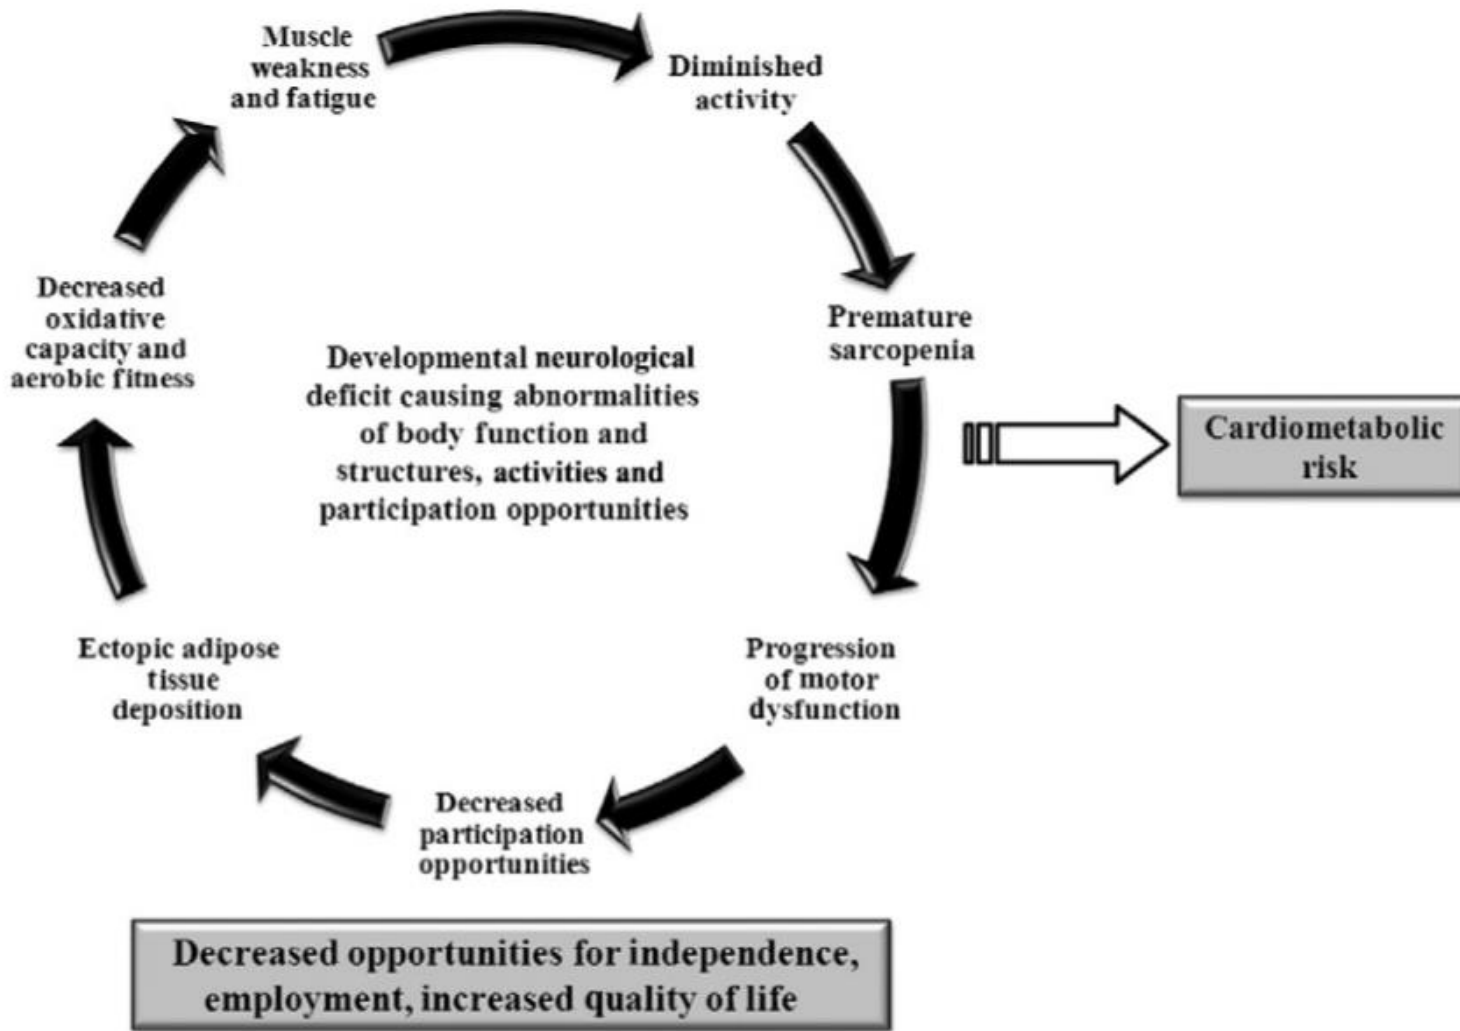 Muscle
weakness
and fatigue
Diminished
activity
Premature
sarcopenia
Cardiometabolic
risk
Progression
of motor
dysfunction
Decreased
participation
opportunities
Ectopic adipose
tissue
deposition
Decreased
oxidative
capacity and
aerobic fitness
Developmental neurological
deficit causing abnormalities
of body function and
structures, activities and
participation opportunities
Decreased opportunities for independence,
employment, increased quality of life